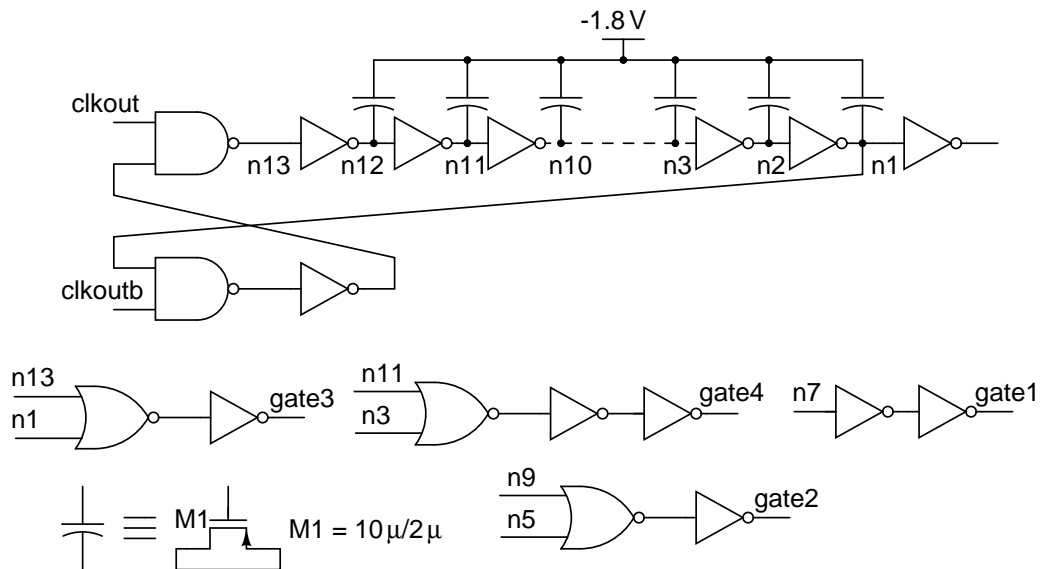 -1.8 V
clkout
n13 n12 n11 n10 n3 n2 n1
clkoutb
n13 gate3
n1
n11 gate4
n3
n7 gate1
n9 gate2
n5
M1 M1 = 10μ/2μ